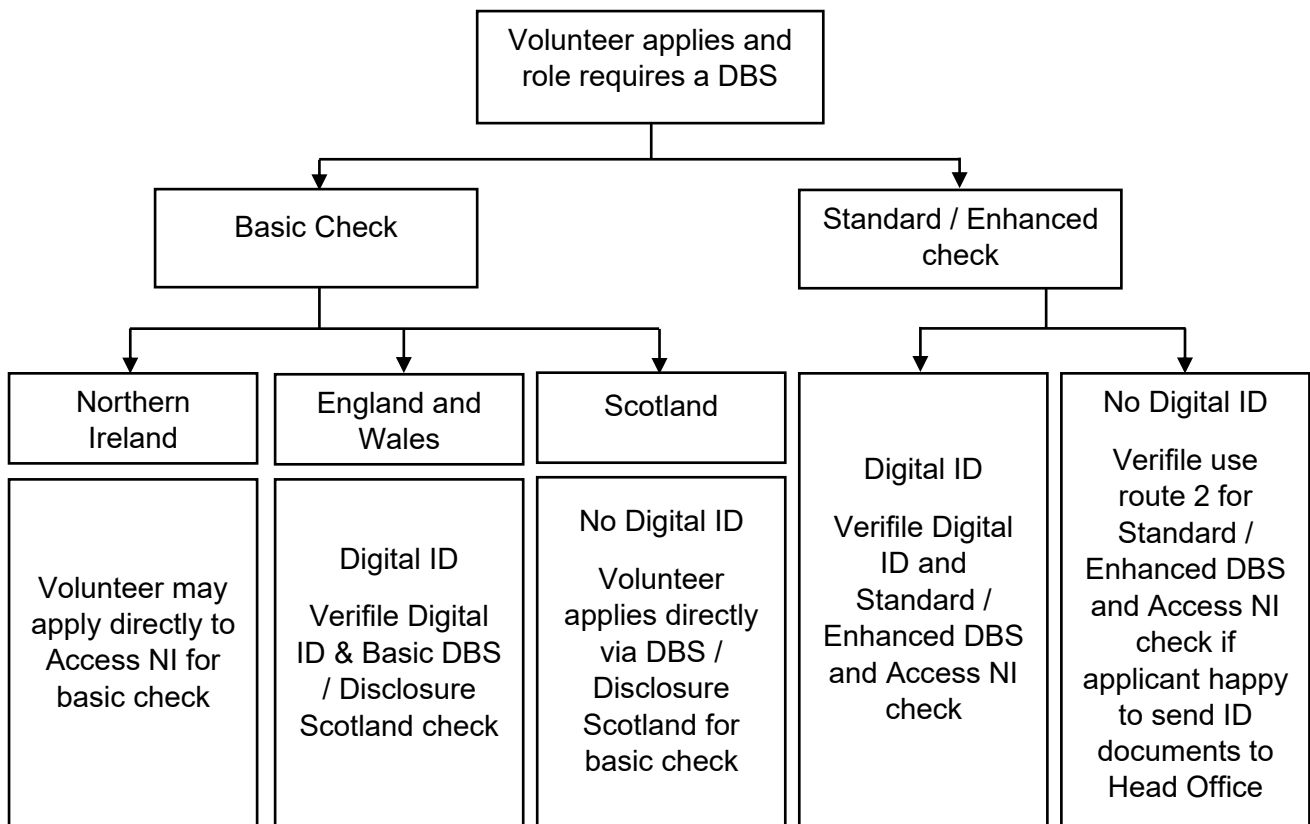 Volunteer applies and
role requires a DBS
Basic Check
Standard / Enhanced
check
Northern
Ireland
England and
Wales
Scotland
Volunteer may
apply directly to
Access NI for
basic check
Digital ID
Verifile Digital
ID & Basic DBS
/ Disclosure
Scotland check
No Digital ID
Volunteer
applies directly
via DBS /
Disclosure
Scotland for
basic check
Digital ID
Verifile Digital
ID and
Standard /
Enhanced DBS
and Access NI
check
No Digital ID
Verifile use
route 2 for
Standard /
Enhanced DBS
and Access NI
check if
applicant happy
to send ID
documents to
Head Office